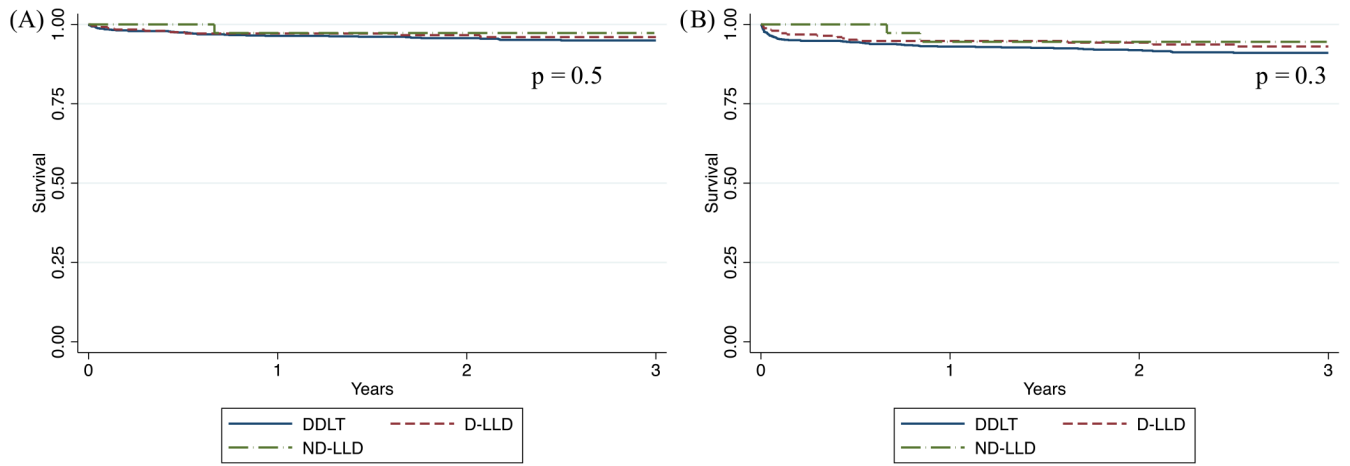 (A)
1.00
0.75
0.50
0.25
0.00
Survival
p = 0.5
0 1 2 3
Years
DDLT D-LLD
ND-LLD
(B)
1.00
0.75
0.50
0.25
0.00
Survival
p = 0.3
0 1 2 3
Years
DDLT D-LLD
ND-LLD